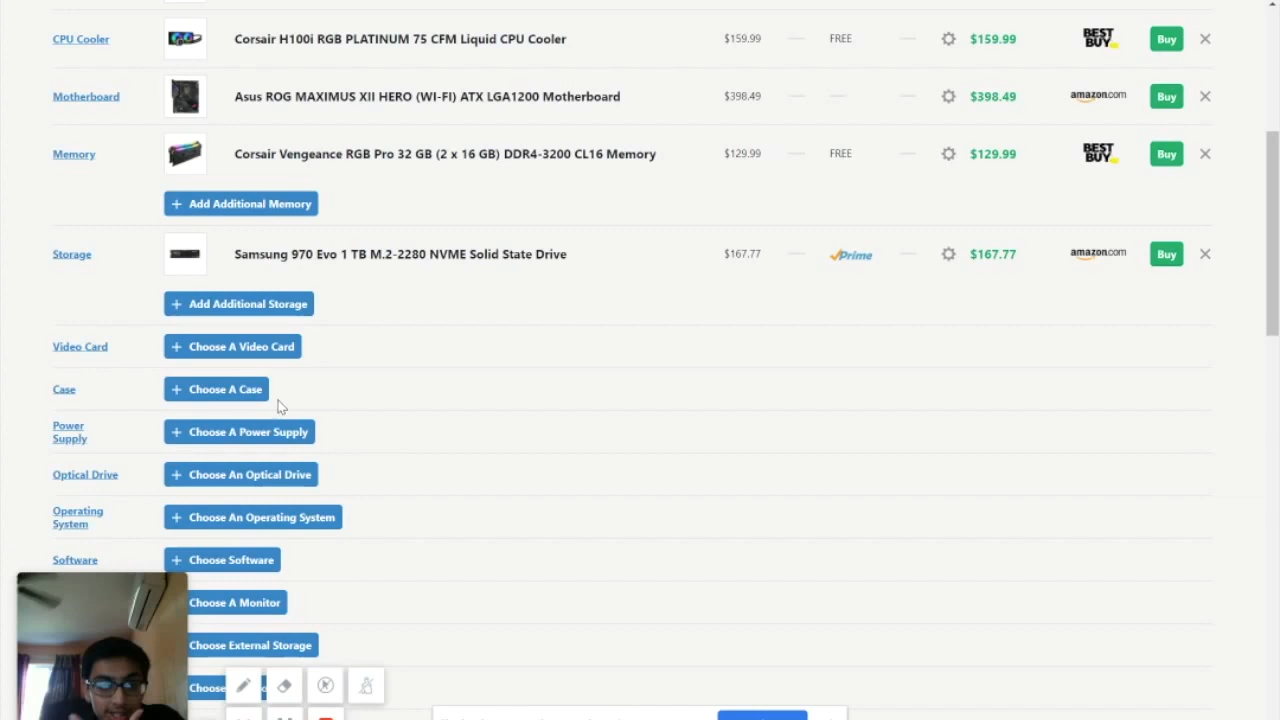 CPU Cooler Corsair H100i RGB PLATINUM 75 CFM Liquid CPU Cooler $159.99 FREE $159.99 BEST BUY Buy
Motherboard Asus ROG MAXIMUS XII HERO (WI-FI) ATX LGA1200 Motherboard $398.49 $398.49 amazon.com Buy
Memory Corsair Vengeance RGB Pro 32 GB (2 x 16 GB) DDR4-3200 CL16 Memory $129.99 FREE $129.99 BEST BUY Buy
+ Add Additional Memory
Storage Samsung 970 Evo 1 TB M.2-2280 NVME Solid State Drive $167.77 Prime $167.77 amazon.com Buy
+ Add Additional Storage
Video Card + Choose A Video Card
Case + Choose A Case
Power Supply + Choose A Power Supply
Optical Drive + Choose An Optical Drive
Operating System + Choose An Operating System
Software + Choose Software
Choose A Monitor
Choose External Storage
Choose